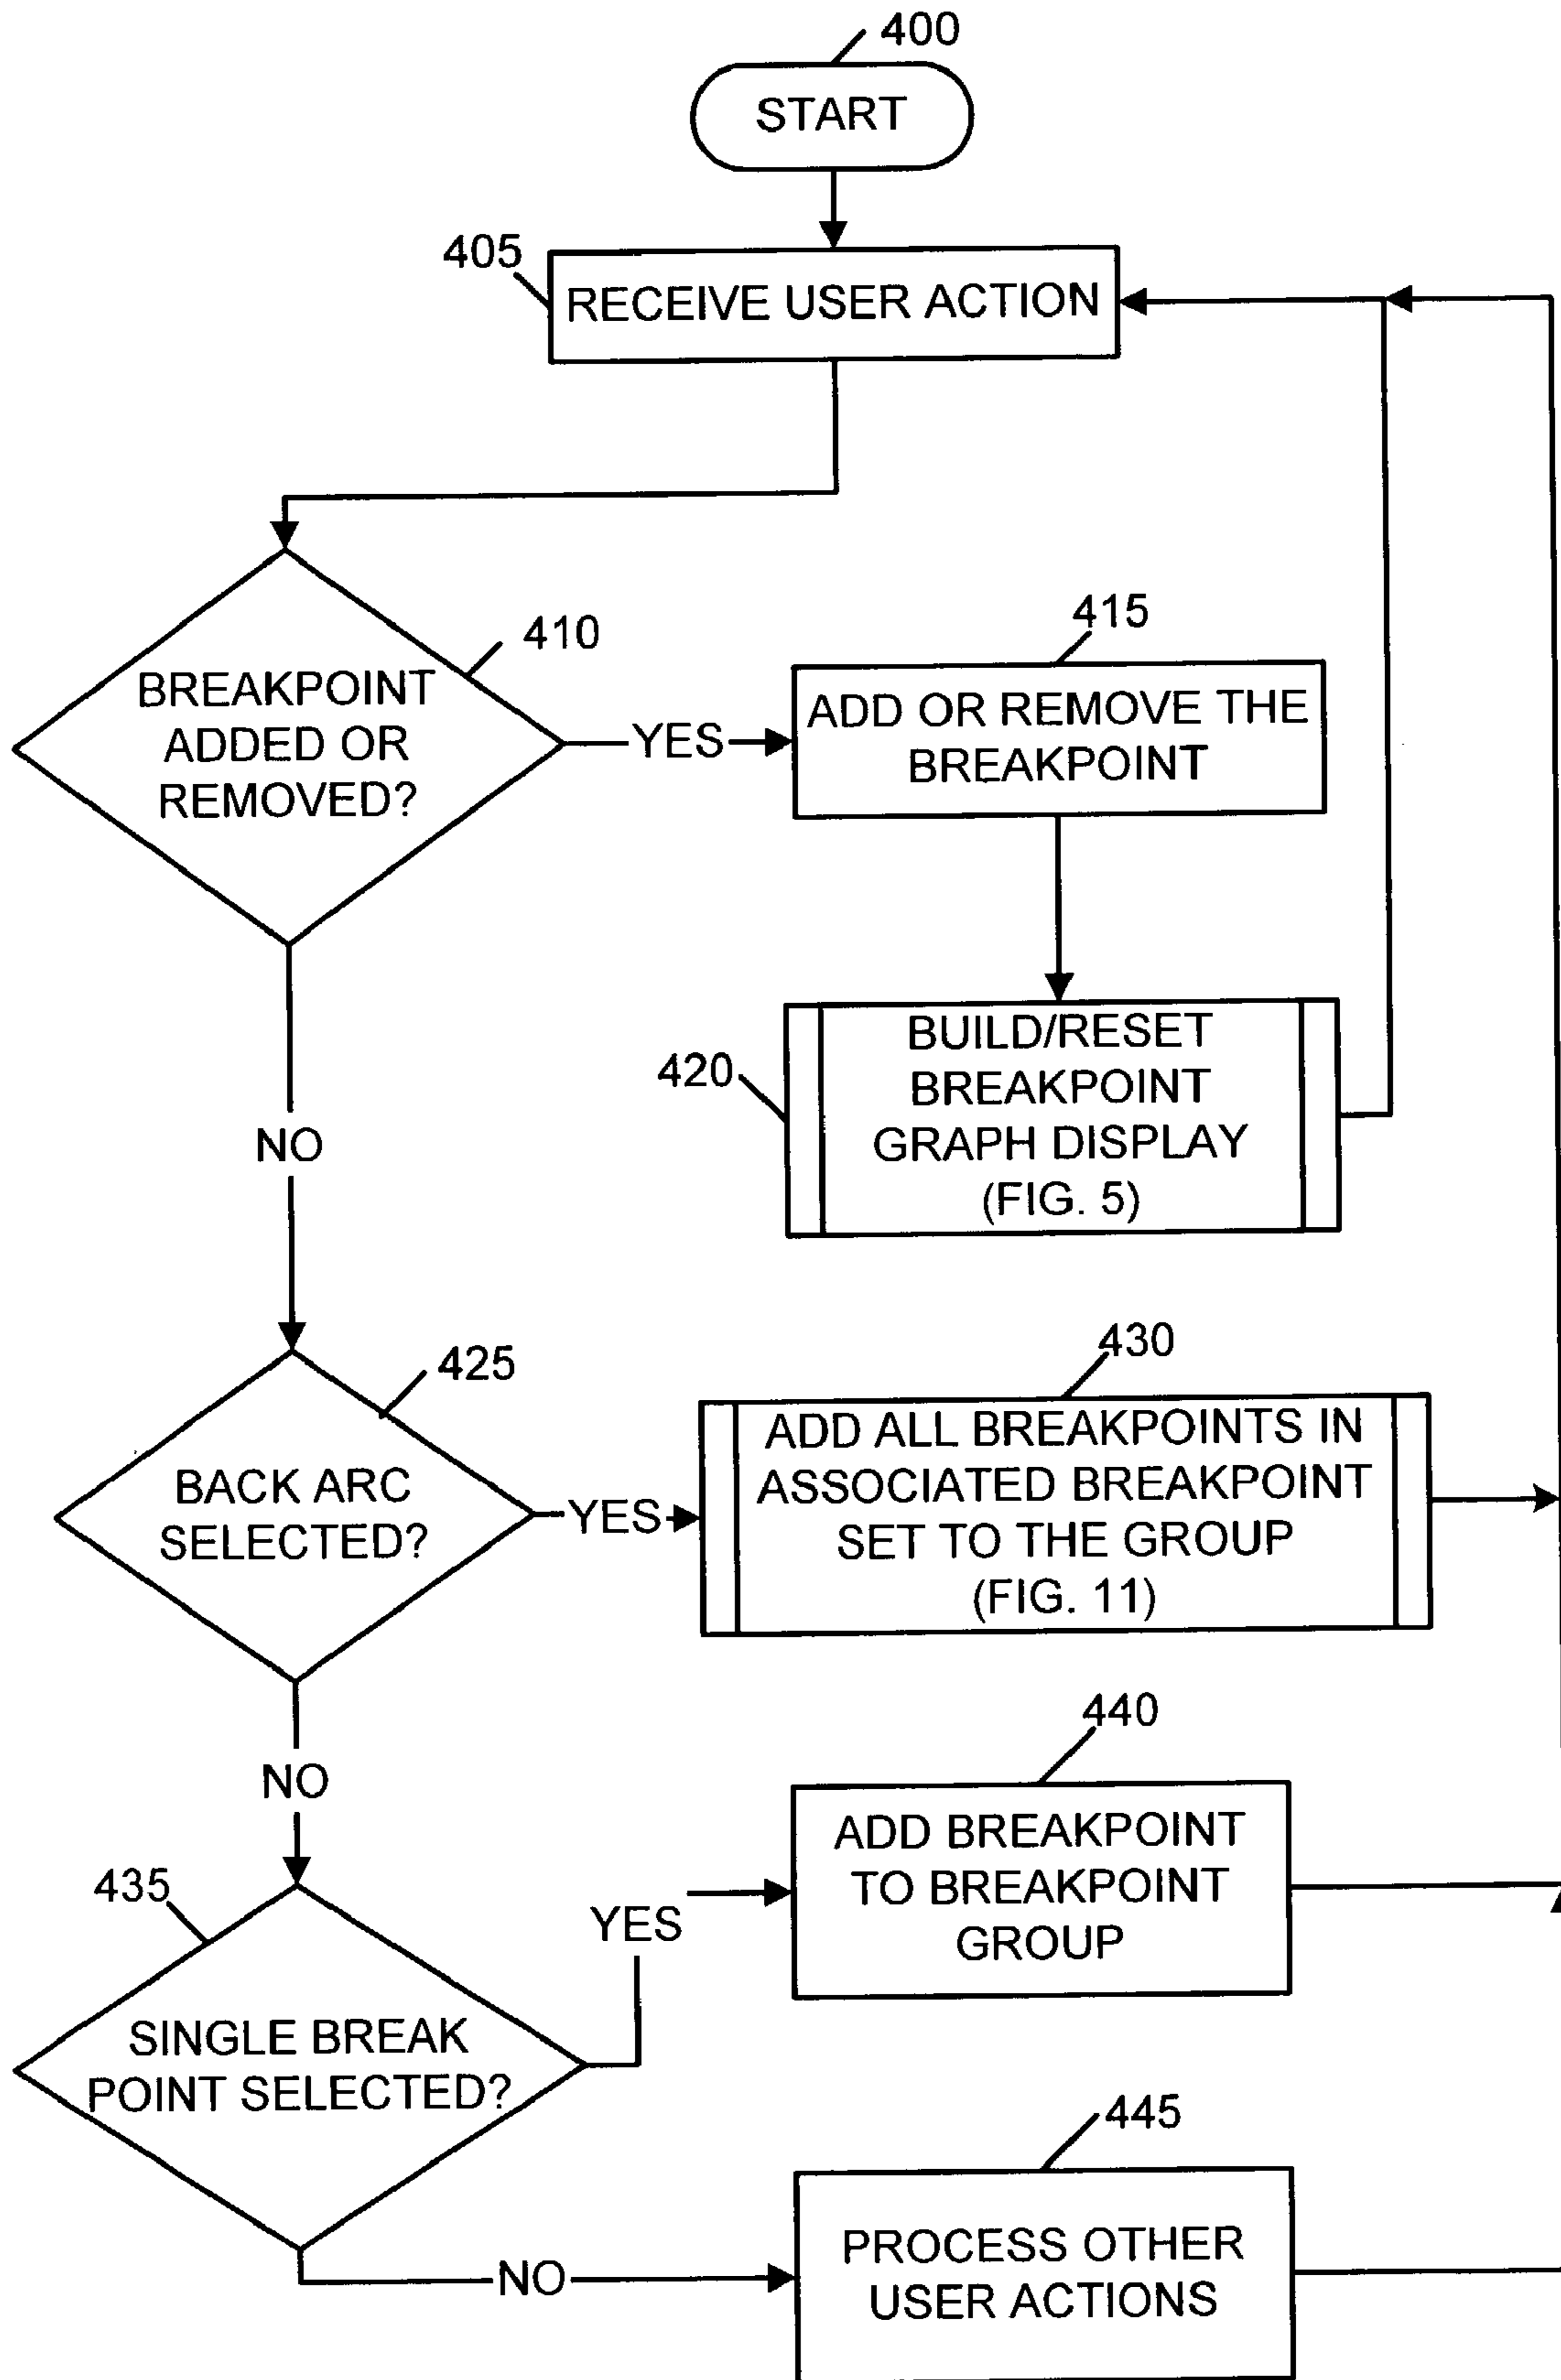 400
START
405
RECEIVE USER ACTION
410
BREAKPOINT
ADDED OR
REMOVED?
YES
415
ADD OR REMOVE THE
BREAKPOINT
420
BUILD/RESET
BREAKPOINT
GRAPH DISPLAY
(FIG. 5)
NO
425
BACK ARC
SELECTED?
YES
430
ADD ALL BREAKPOINTS IN
ASSOCIATED BREAKPOINT
SET TO THE GROUP
(FIG. 11)
NO
435
SINGLE BREAK
POINT SELECTED?
YES
440
ADD BREAKPOINT
TO BREAKPOINT
GROUP
NO
445
PROCESS OTHER
USER ACTIONS